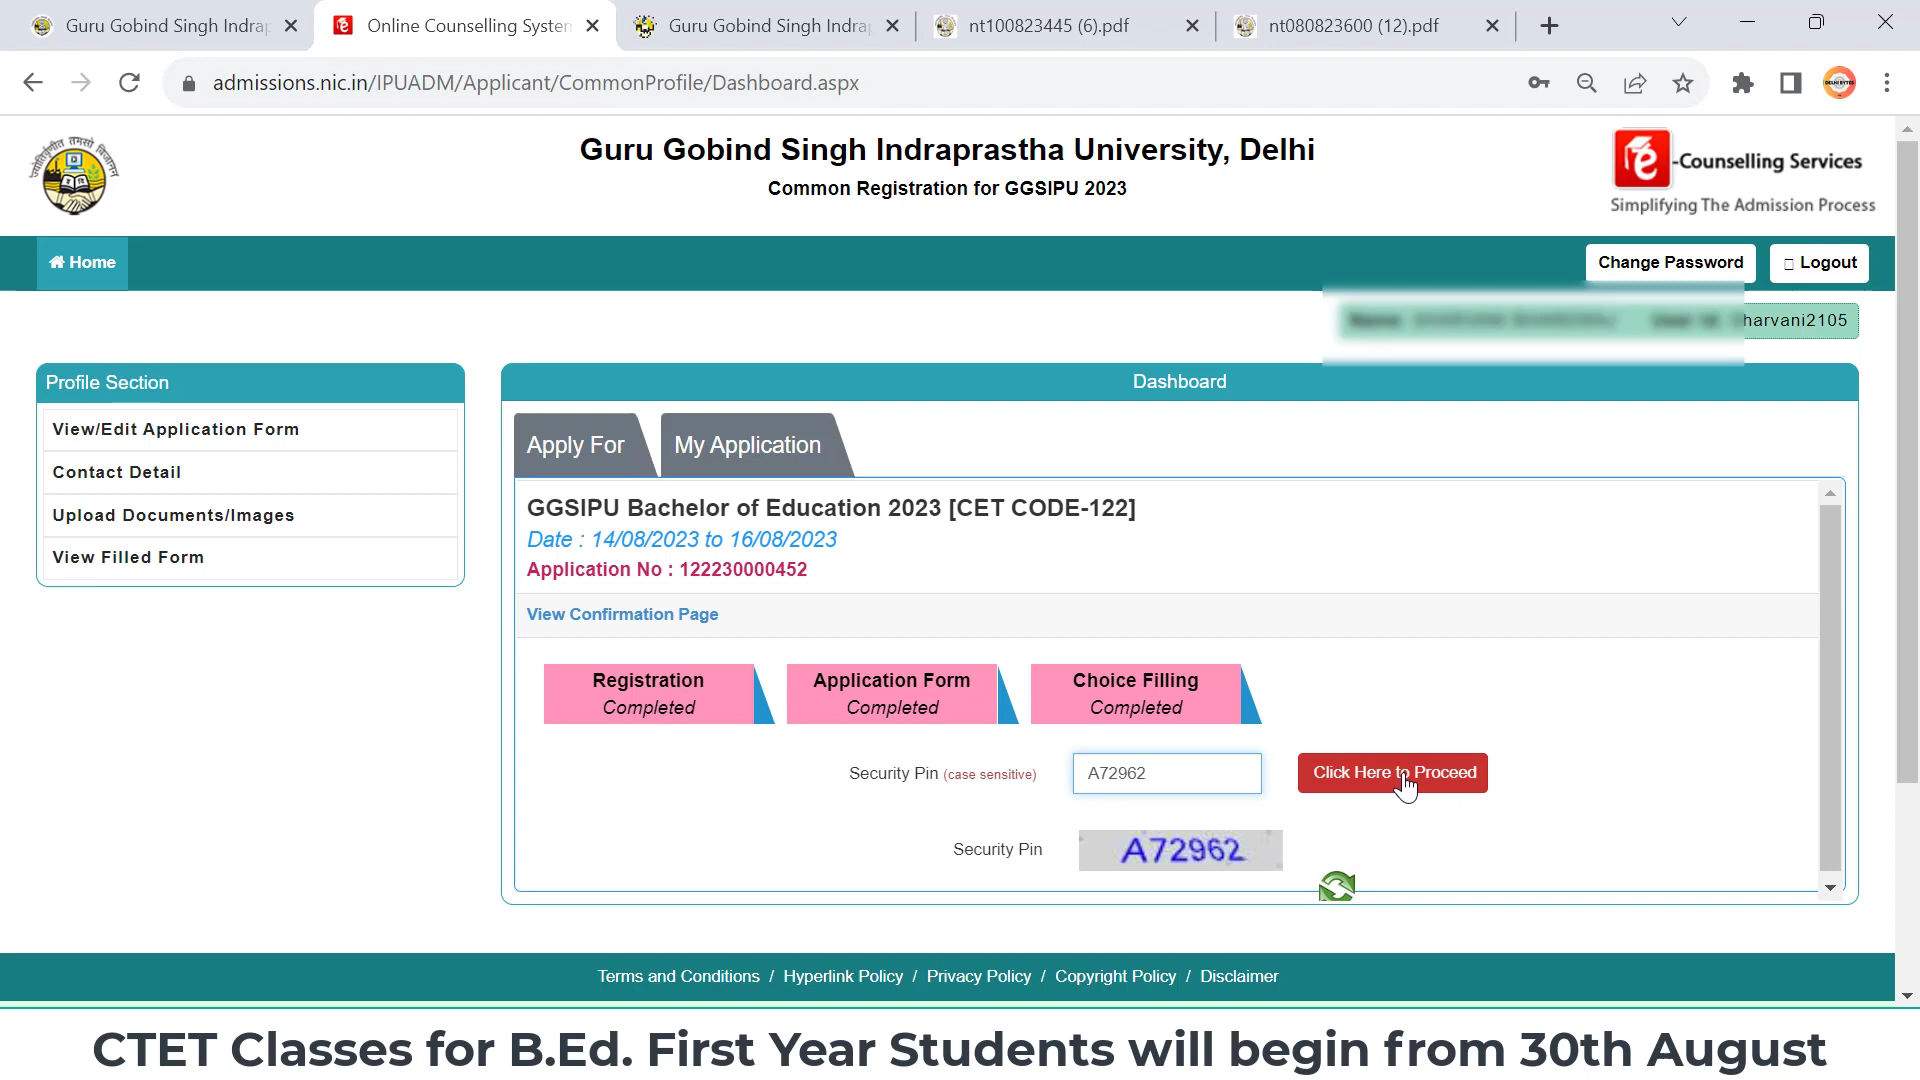 Guru Gobind Singh Indrap
Online Counselling System
Guru Gobind Singh Indrap
nt100823445 (6).pdf
nt080823600 (12).pdf
admissions.nic.in/IPUADM/Applicant/CommonProfile/Dashboard.aspx
Guru Gobind Singh Indraprastha University, Delhi
Common Registration for GGSIPU 2023
-Counselling Services
Simplifying The Admission Process
Home
Change Password
Logout
harvani2105
Profile Section
View/Edit Application Form
Contact Detail
Upload Documents/Images
View Filled Form
Dashboard
Apply For
My Application
GGSIPU Bachelor of Education 2023 [CET CODE-122]
Date : 14/08/2023 to 16/08/2023
Application No : 122230000452
View Confirmation Page
Registration
Completed
Application Form
Completed
Choice Filling
Completed
Security Pin (case sensitive)
A72962
Click Here to Proceed
Security Pin
A72962
Terms and Conditions / Hyperlink Policy / Privacy Policy / Copyright Policy / Disclaimer
CTET Classes for B.Ed. First Year Students will begin from 30th August